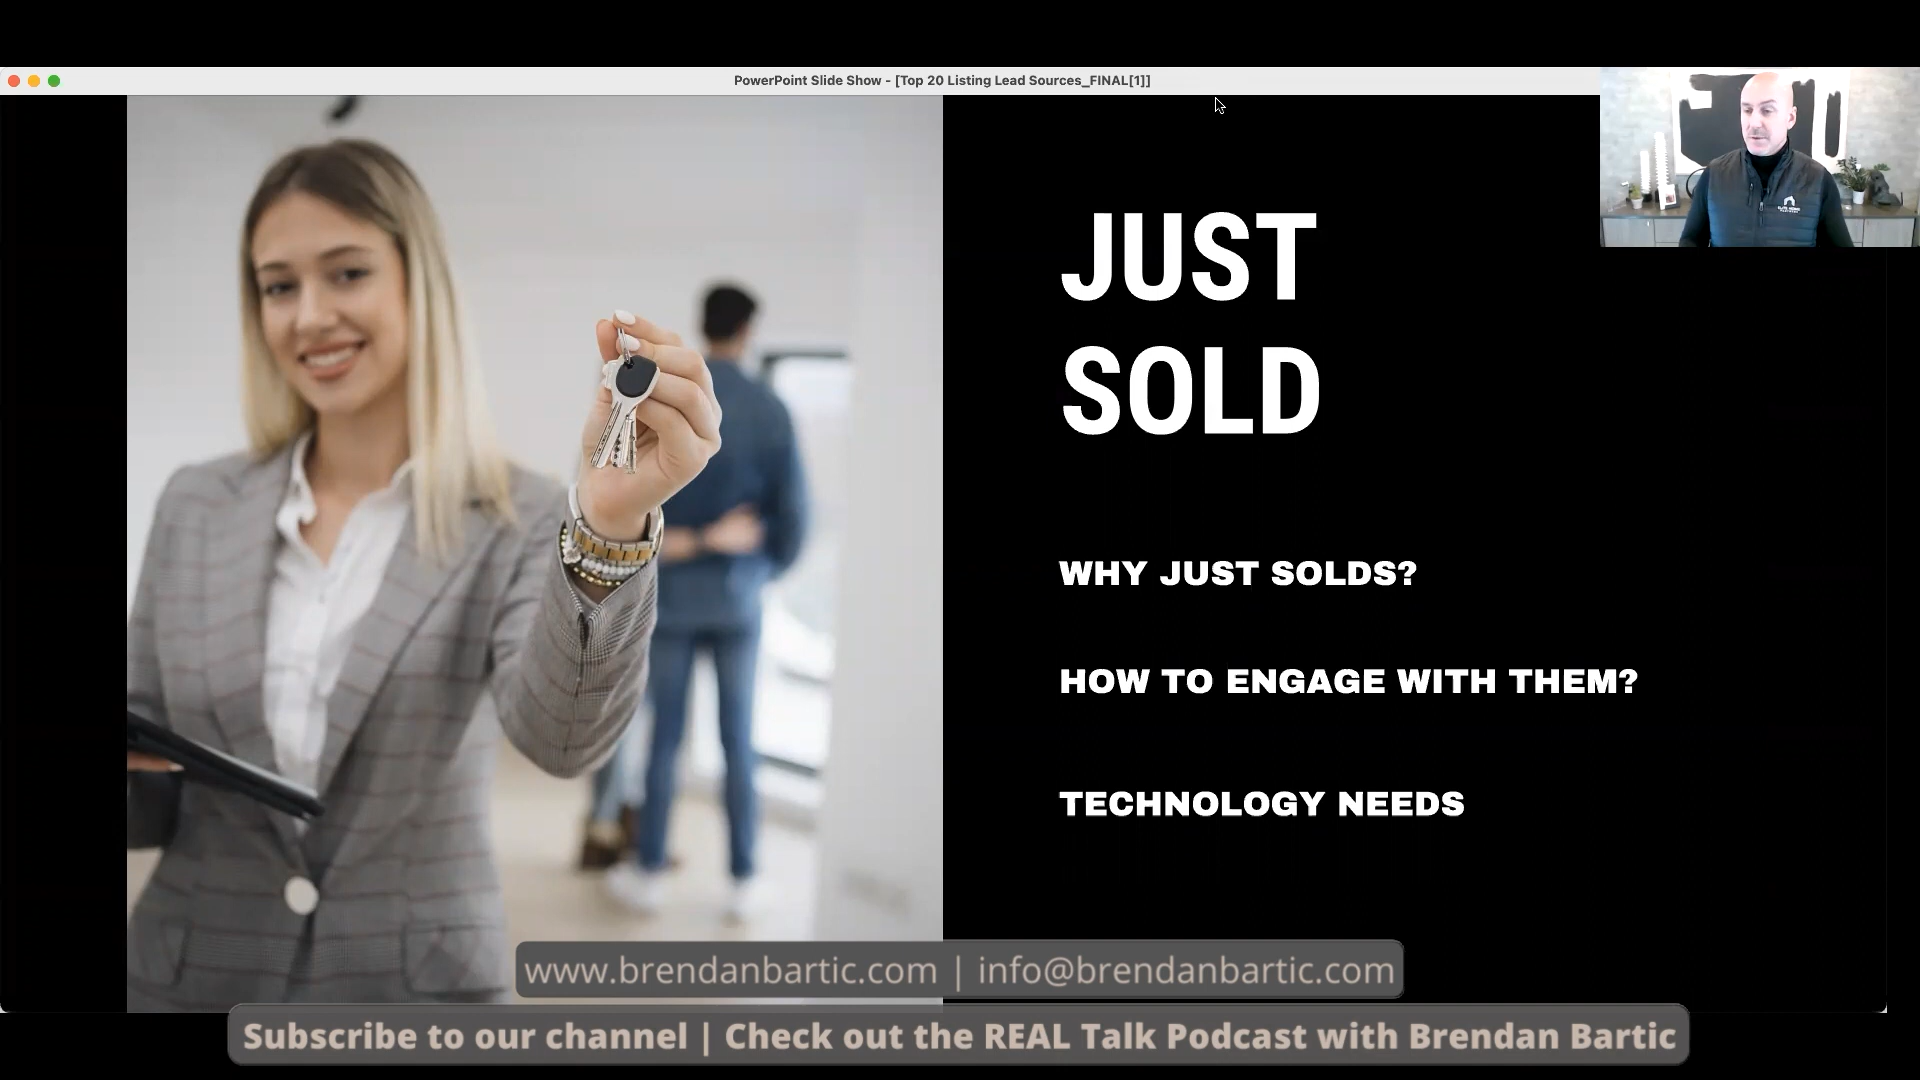 PowerPoint Slide Show - [Top 20 Listing Lead Sources_FINAL[1]]
JUST
SOLD
WHY JUST SOLDS?
HOW TO ENGAGE WITH THEM?
TECHNOLOGY NEEDS
www.brendanbartic.com | info@brendanbartic.com
Subscribe to our channel | Check out the REAL Talk Podcast with Brendan Bartic